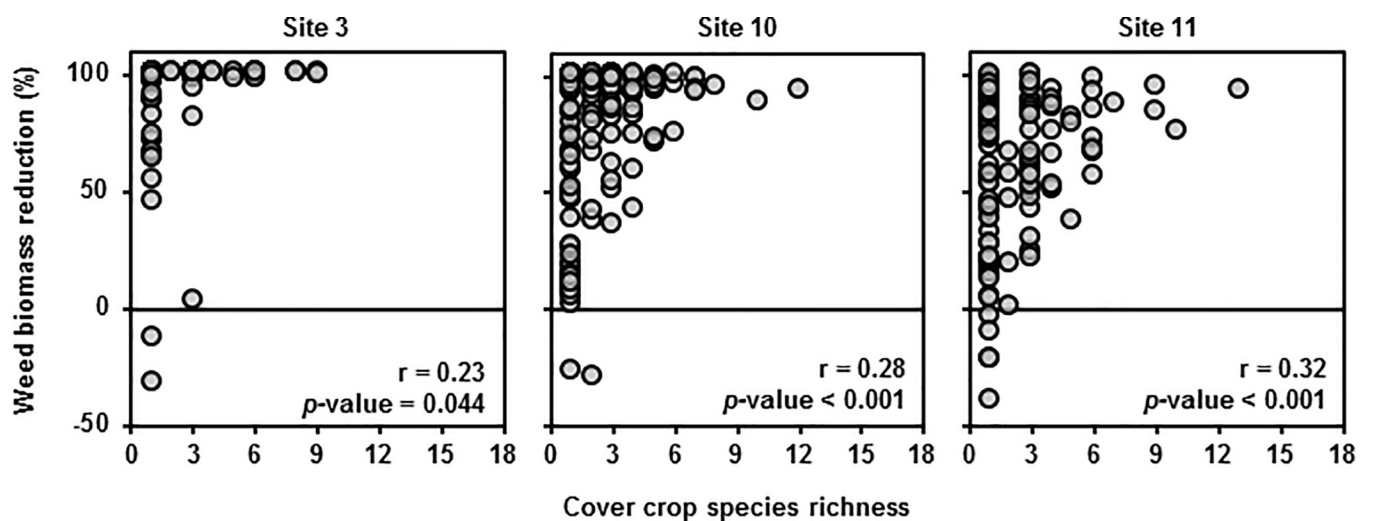 Site 3
Site 10
Site 11
Weed biomass reduction (%)
100
50
0
-50
r = 0.23
p-value = 0.044
r = 0.28
p-value < 0.001
r = 0.32
p-value < 0.001
0 3 6 9 12 15 18
0 3 6 9 12 15 18
0 3 6 9 12 15 18
Cover crop species richness